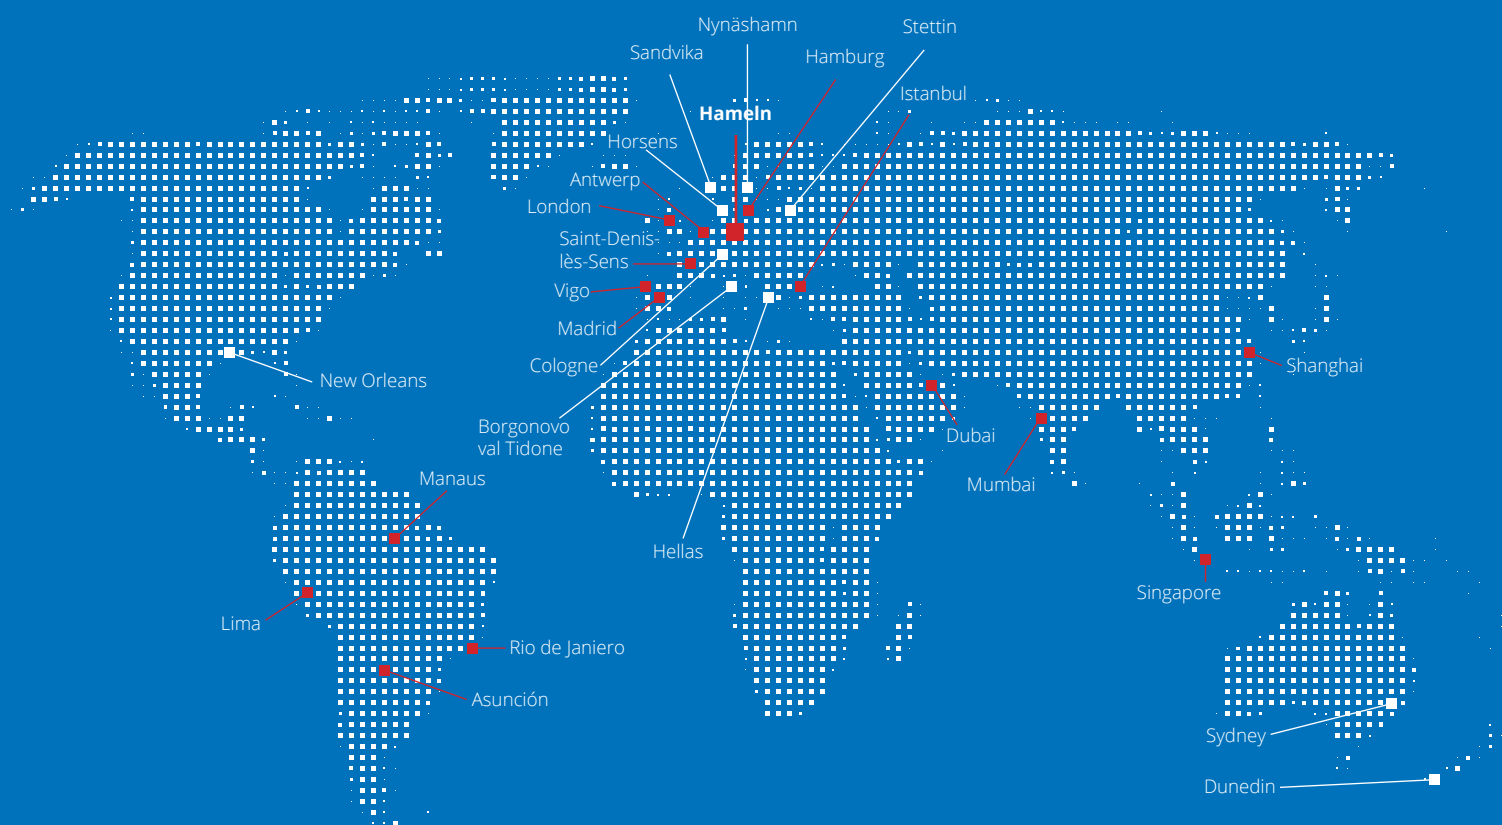 Nynäshamn
Stettin
Sandvika
Hamburg
Istanbul
Hameln
Horsens
Antwerp
London
Saint-Denis-
lès-Sens
Vigo
Madrid
Cologne
Shanghai
New Orleans
Borgonovo
val Tidone
Dubai
Manaus
Mumbai
Hellas
Singapore
Lima
Rio de Janiero
Asunción
Sydney
Dunedin